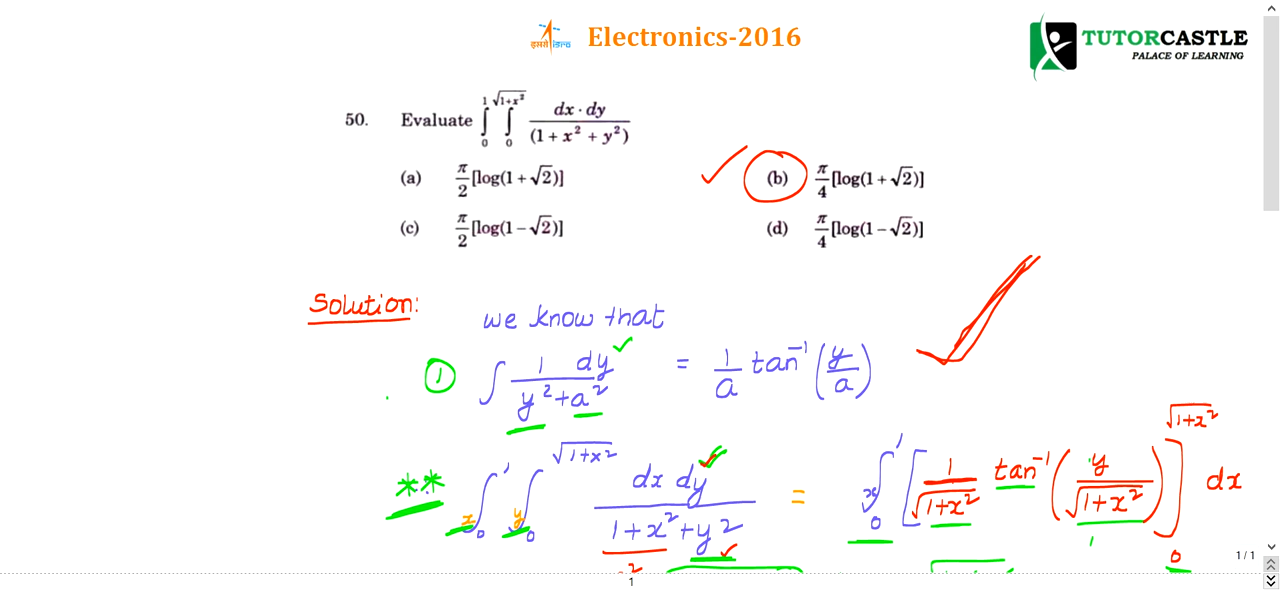 इसरो isro Electronics-2016
TUTORCASTLE
PALACE OF LEARNING
50. Evaluate ∫₀¹ ∫₀^√(1+x²) dx · dy / (1 + x² + y²)
(a) π/2 [log(1 + √2)] (b) π/4 [log(1 + √2)]
(c) π/2 [log(1 − √2)] (d) π/4 [log(1 − √2)]
Solution:
we know that
① ∫ 1 dy / (y² + a²) = 1/a tan⁻¹ (y/a)
** ∫₀¹ ∫₀^√(1+x²) dx dy / (1 + x² + y²) = ∫₀¹ [1/√(1+x²) tan⁻¹ (y/√(1+x²))]₀^√(1+x²) dx
1 / 1
1